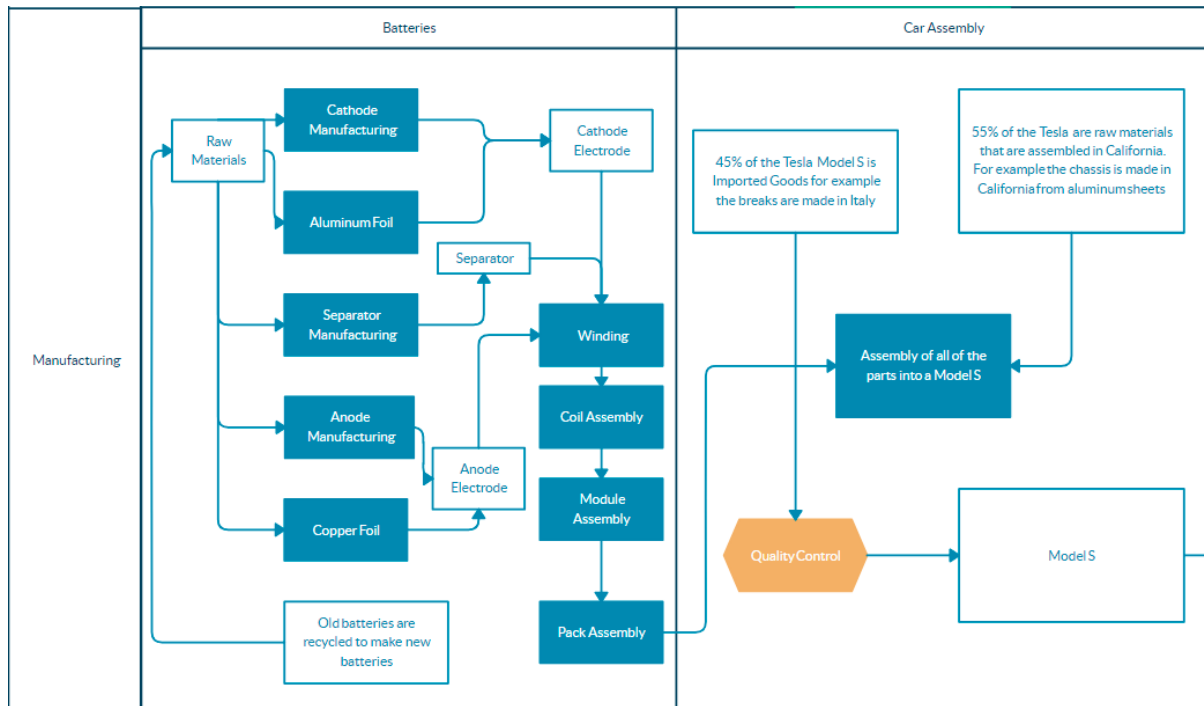 Batteries
Car Assembly
Manufacturing
Raw
Materials
Cathode
Manufacturing
Aluminum Foil
Separator
Manufacturing
Anode
Manufacturing
Copper Foil
Old batteries are
recycled to make new
batteries
Cathode
Electrode
Separator
Anode
Electrode
Winding
Coil Assembly
Module
Assembly
Pack Assembly
45% of the Tesla Model S is
Imported Goods for example
the breaks are made in Italy
55% of the Tesla are raw materials
that are assembled in California.
For example the chassis is made in
California from aluminum sheets
Assembly of all of the
parts into a Model S
Quality Control
Model S